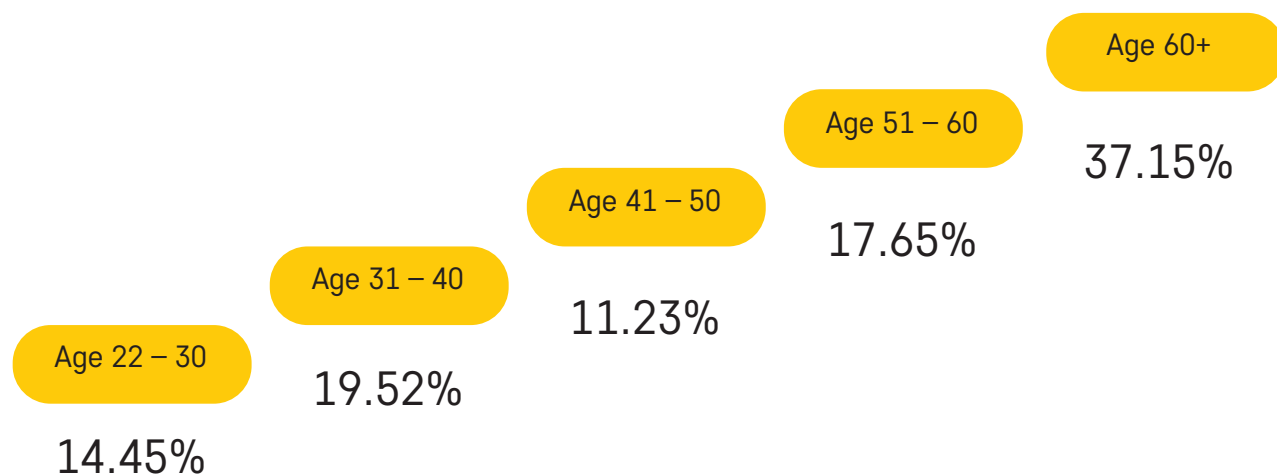 Age 22 – 30
14.45%
Age 31 – 40
19.52%
Age 41 – 50
11.23%
Age 51 – 60
17.65%
Age 60+
37.15%